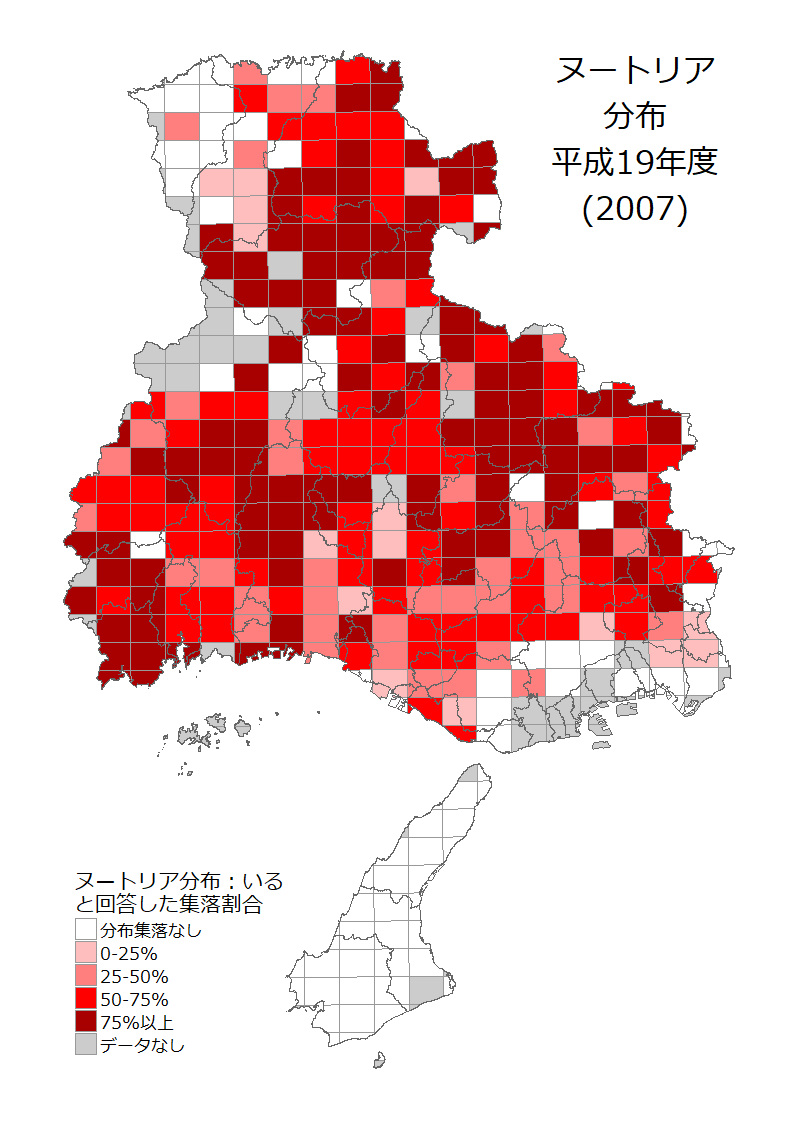 ヌートリア
分布
平成19年度
(2007)
ヌートリア分布：いる
と回答した集落割合
分布集落なし
0-25%
25-50%
50-75%
75%以上
データなし